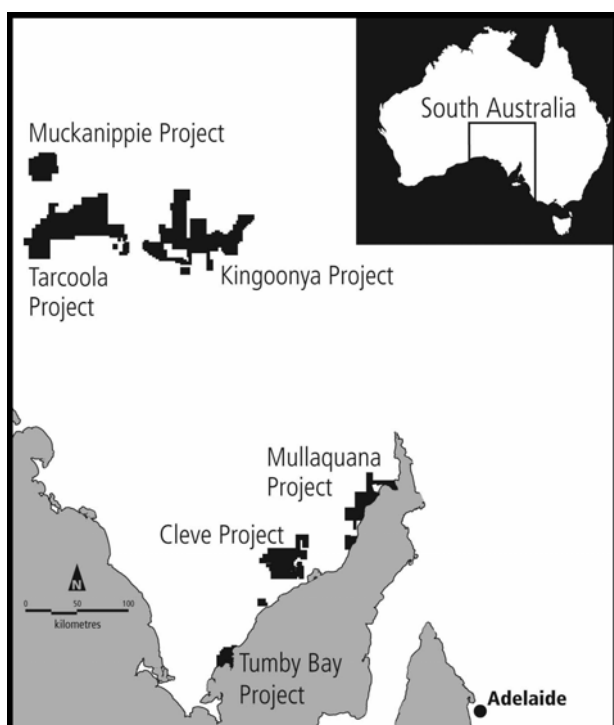 South Australia
Muckanippie Project
Tarcoola
Project
Kingoonya Project
Mullaquana
Project
Cleve Project
N
0 50 100
kilometres
Tumby Bay
Project
Adelaide